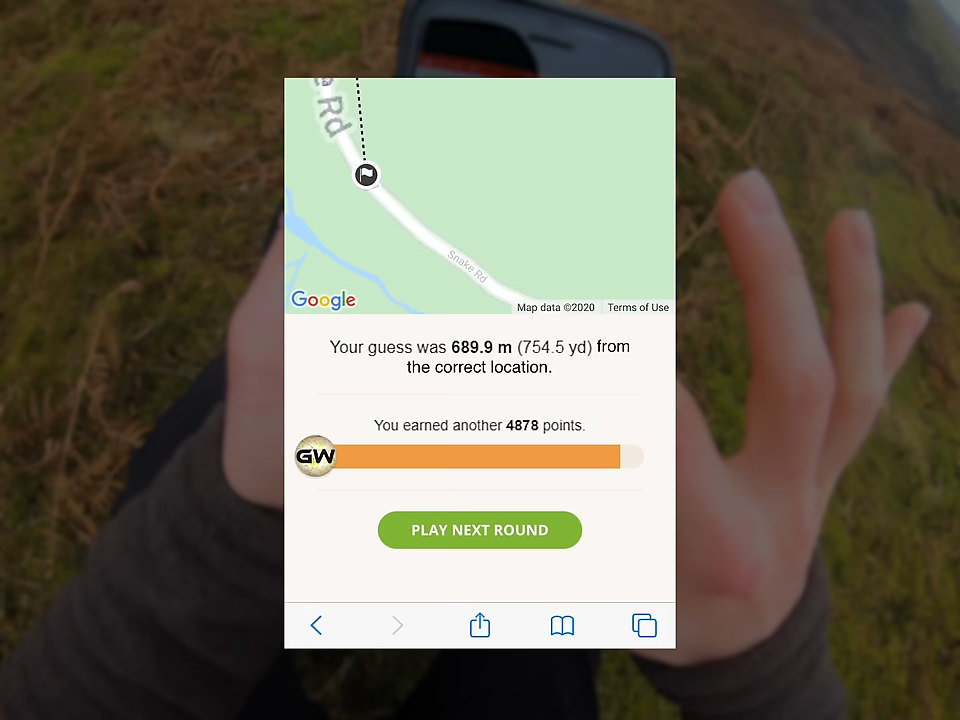 Rd
Snake Rd
Google
Map data ©2020
Terms of Use
Your guess was 689.9 m (754.5 yd) from
the correct location.
You earned another 4878 points.
GW
PLAY NEXT ROUND